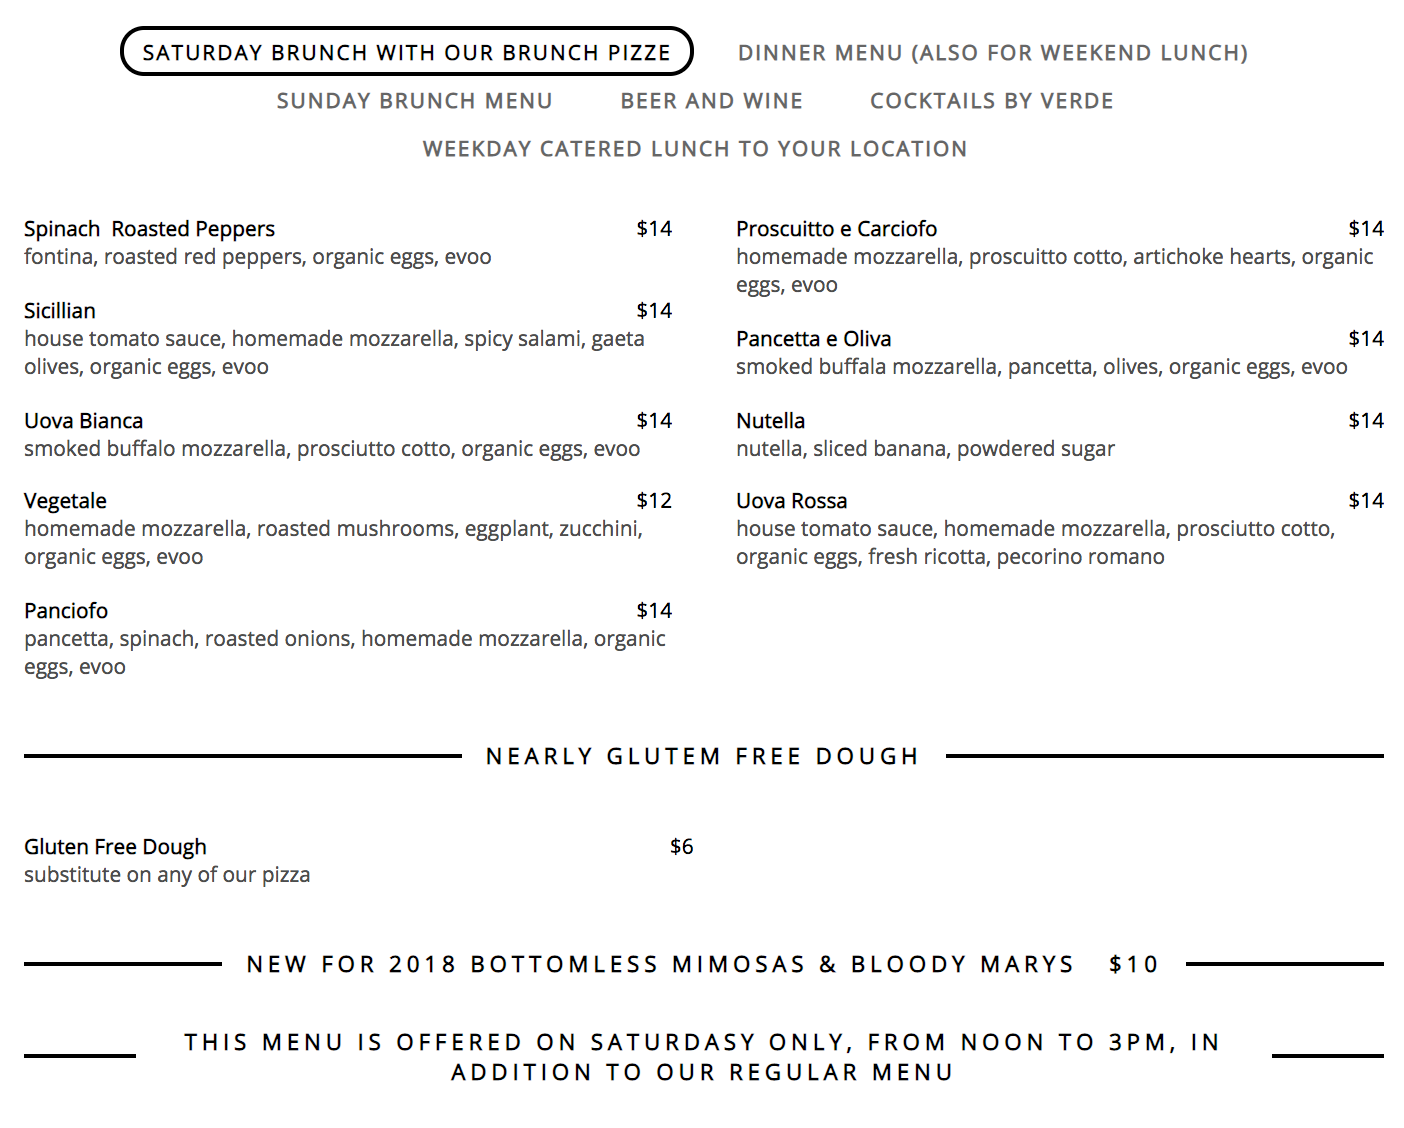 SATURDAY BRUNCH WITH OUR BRUNCH PIZZE
DINNER MENU (ALSO FOR WEEKEND LUNCH)
SUNDAY BRUNCH MENU
BEER AND WINE
COCKTAILS BY VERDE
WEEKDAY CATERED LUNCH TO YOUR LOCATION
Spinach  Roasted Peppers $14
fontina, roasted red peppers, organic eggs, evoo
Sicillian $14
house tomato sauce, homemade mozzarella, spicy salami, gaeta
olives, organic eggs, evoo
Uova Bianca $14
smoked buffalo mozzarella, prosciutto cotto, organic eggs, evoo
Vegetale $12
homemade mozzarella, roasted mushrooms, eggplant, zucchini,
organic eggs, evoo
Panciofo $14
pancetta, spinach, roasted onions, homemade mozzarella, organic
eggs, evoo
Proscuitto e Carciofo $14
homemade mozzarella, proscuitto cotto, artichoke hearts, organic
eggs, evoo
Pancetta e Oliva $14
smoked buffala mozzarella, pancetta, olives, organic eggs, evoo
Nutella $14
nutella, sliced banana, powdered sugar
Uova Rossa $14
house tomato sauce, homemade mozzarella, prosciutto cotto,
organic eggs, fresh ricotta, pecorino romano
NEARLY GLUTEM FREE DOUGH
Gluten Free Dough $6
substitute on any of our pizza
NEW FOR 2018 BOTTOMLESS MIMOSAS & BLOODY MARYS $10
THIS MENU IS OFFERED ON SATURDASY ONLY, FROM NOON TO 3PM, IN
ADDITION TO OUR REGULAR MENU